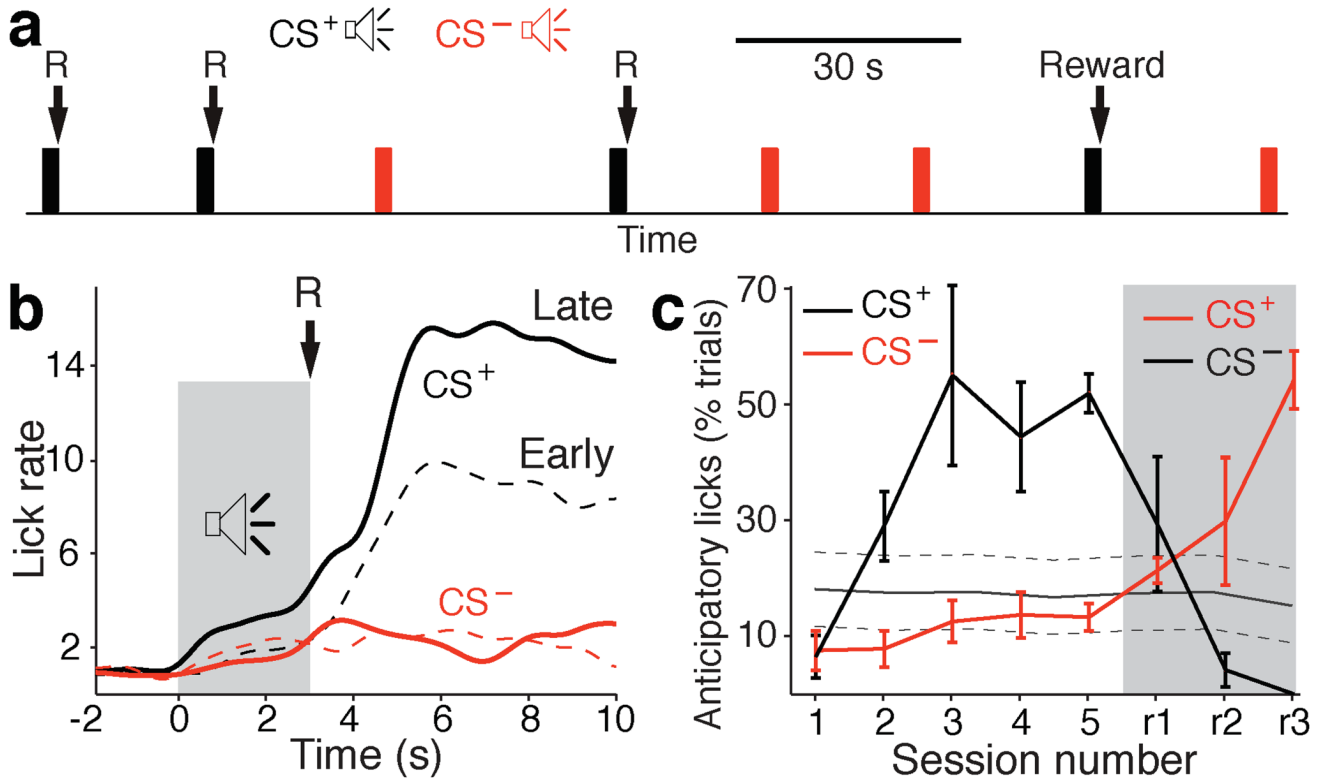 a
CS+ CS−
R R R 30 s Reward
Time
b
R
Late
CS+
Early
CS−
Lick rate
14
10
6
2
-2 0 2 4 6 8 10
Time (s)
c
CS+ CS+
CS− CS−
Anticipatory licks (% trials)
70
50
30
10
1 2 3 4 5 r1 r2 r3
Session number